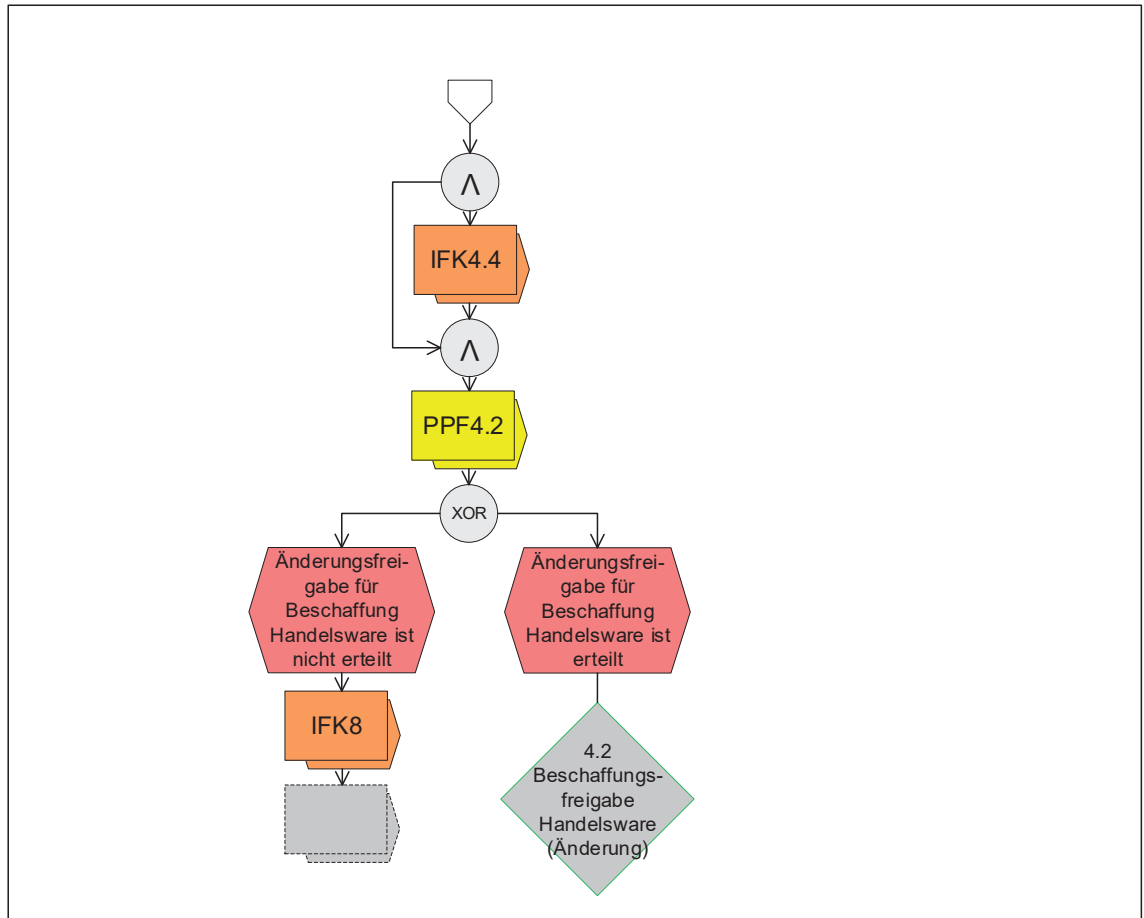 Λ
IFK4.4
Λ
PPF4.2
XOR
Änderungsfrei-
gabe für
Beschaffung
Handelsware ist
nicht erteilt
Änderungsfrei-
gabe für
Beschaffung
Handelsware ist
erteilt
IFK8
4.2
Beschaffungs-
freigabe
Handelsware
(Änderung)